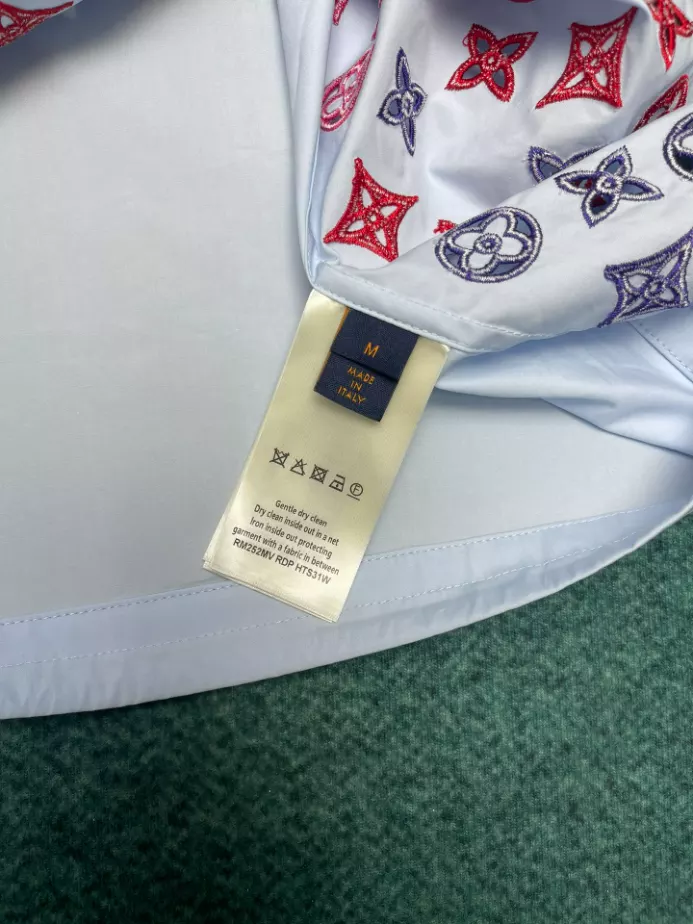 M
MADE
IN
ITALY
Gentle dry clean
Dry clean inside out in a net
Iron inside out protecting
garment with a fabric in between
RM252MV RDP HTS31W